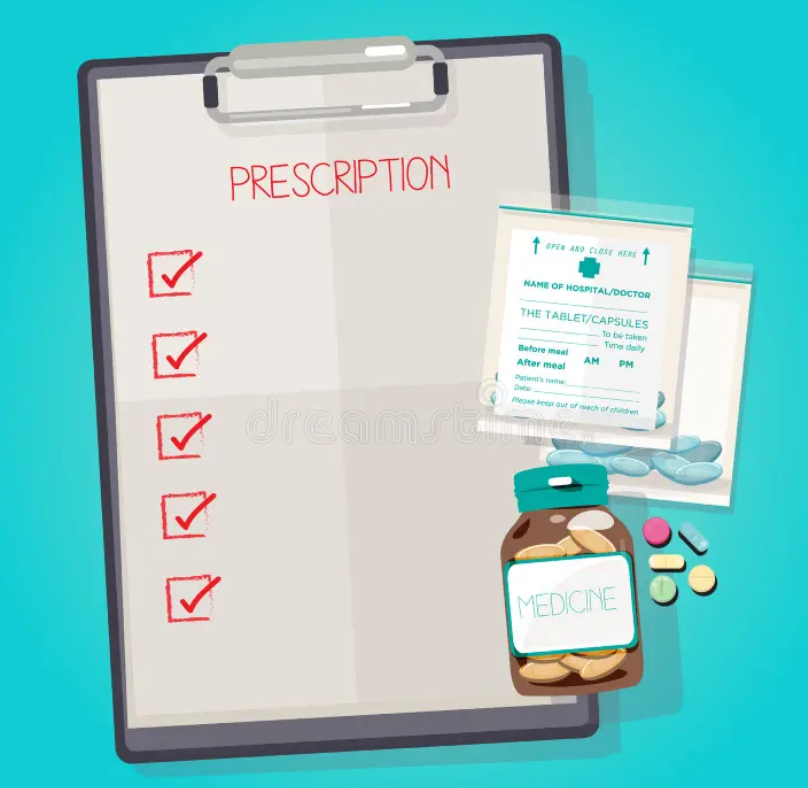 PRESCRIPTION
OPEN AND CLOSE HERE
NAME OF HOSPITAL/DOCTOR
THE TABLET/CAPSULES
To be taken
Time daily
Before meal
AM PM
After meal
Patient's name:
Date:
Please keep out of reach of children
dreamstime
MEDICINE